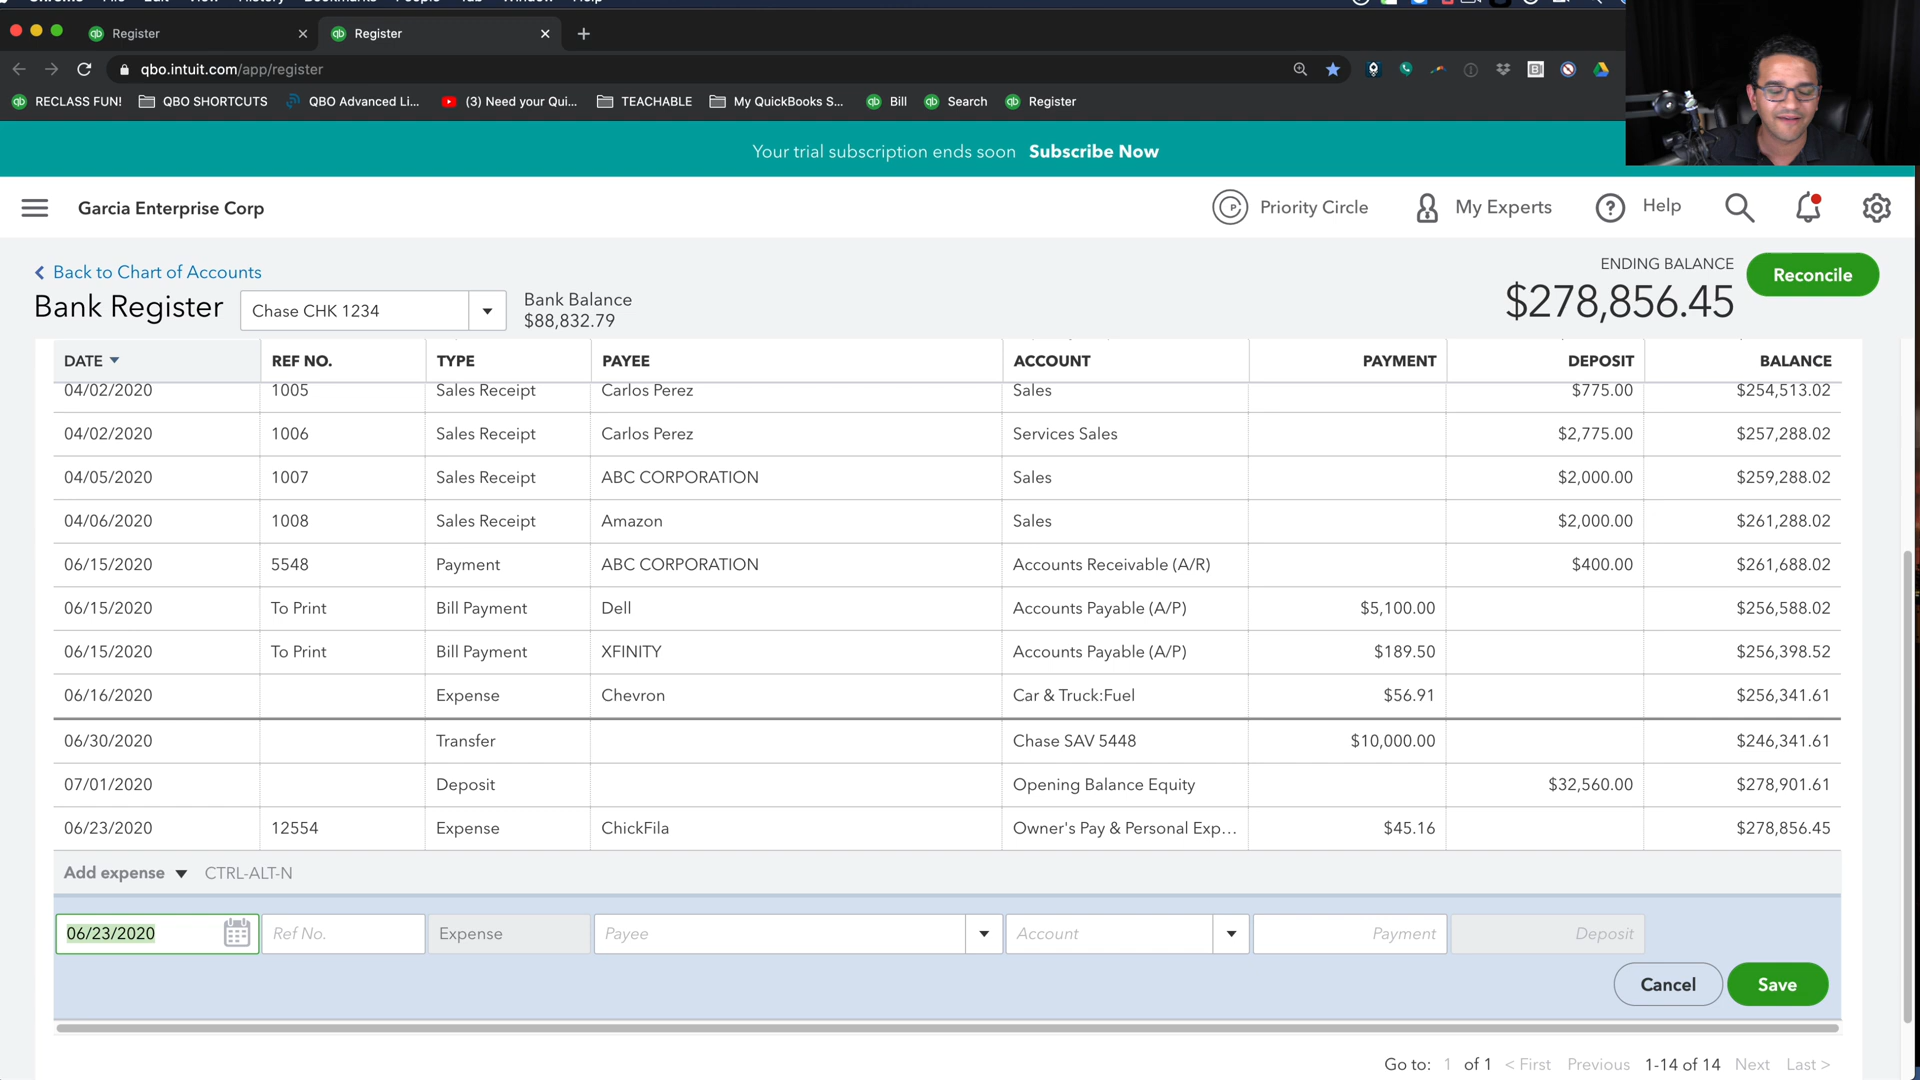 Register
Register
qbo.intuit.com/app/register
RECLASS FUN! QBO SHORTCUTS QBO Advanced Li... (3) Need your Qui... TEACHABLE My QuickBooks S... Bill Search Register
Your trial subscription ends soon Subscribe Now
Garcia Enterprise Corp Priority Circle My Experts Help
Back to Chart of Accounts
Bank Register Chase CHK 1234
Bank Balance
$88,832.79
ENDING BALANCE
$278,856.45
Reconcile
DATE REF NO. TYPE PAYEE ACCOUNT PAYMENT DEPOSIT BALANCE
04/02/2020 1005 Sales Receipt Carlos Perez Sales $775.00 $254,513.02
04/02/2020 1006 Sales Receipt Carlos Perez Services Sales $2,775.00 $257,288.02
04/05/2020 1007 Sales Receipt ABC CORPORATION Sales $2,000.00 $259,288.02
04/06/2020 1008 Sales Receipt Amazon Sales $2,000.00 $261,288.02
06/15/2020 5548 Payment ABC CORPORATION Accounts Receivable (A/R) $400.00 $261,688.02
06/15/2020 To Print Bill Payment Dell Accounts Payable (A/P) $5,100.00 $256,588.02
06/15/2020 To Print Bill Payment XFINITY Accounts Payable (A/P) $189.50 $256,398.52
06/16/2020 Expense Chevron Car & Truck:Fuel $56.91 $256,341.61
06/30/2020 Transfer Chase SAV 5448 $10,000.00 $246,341.61
07/01/2020 Deposit Opening Balance Equity $32,560.00 $278,901.61
06/23/2020 12554 Expense ChickFila Owner's Pay & Personal Exp... $45.16 $278,856.45
Add expense CTRL-ALT-N
06/23/2020 Ref No. Expense Payee Account Payment Deposit
Cancel Save
Go to: 1 of 1 < First Previous 1-14 of 14 Next Last >